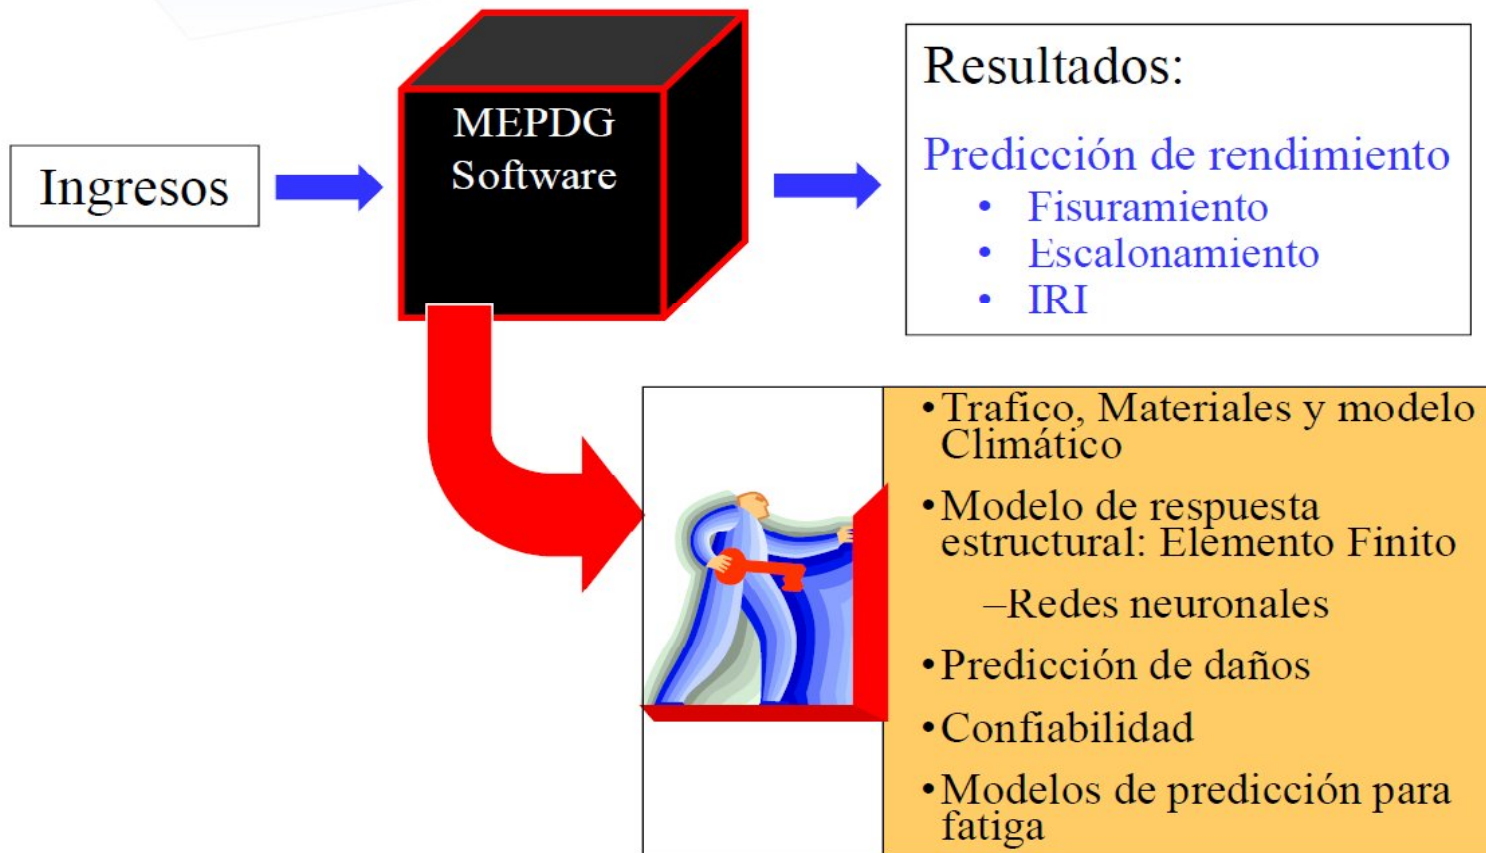 Ingresos
MEPDG
Software
Resultados:
Predicción de rendimiento
• Fisuramiento
• Escalonamiento
• IRI
•Trafico, Materiales y modelo
Climático
•Modelo de respuesta
estructural: Elemento Finito
–Redes neuronales
•Predicción de daños
•Confiabilidad
•Modelos de predicción para
fatiga